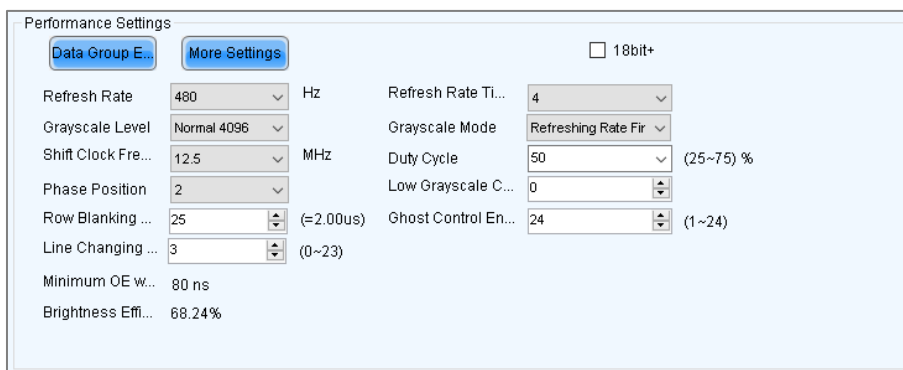 Performance Settings
Data Group E... More Settings 18bit+
Refresh Rate 480 Hz Refresh Rate Ti... 4
Grayscale Level Normal 4096 Grayscale Mode Refreshing Rate Fir
Shift Clock Fre... 12.5 MHz Duty Cycle 50 (25~75) %
Phase Position 2 Low Grayscale C... 0
Row Blanking ... 25 (=2.00us) Ghost Control En... 24 (1~24)
Line Changing ... 3 (0~23)
Minimum OE w... 80 ns
Brightness Effi... 68.24%